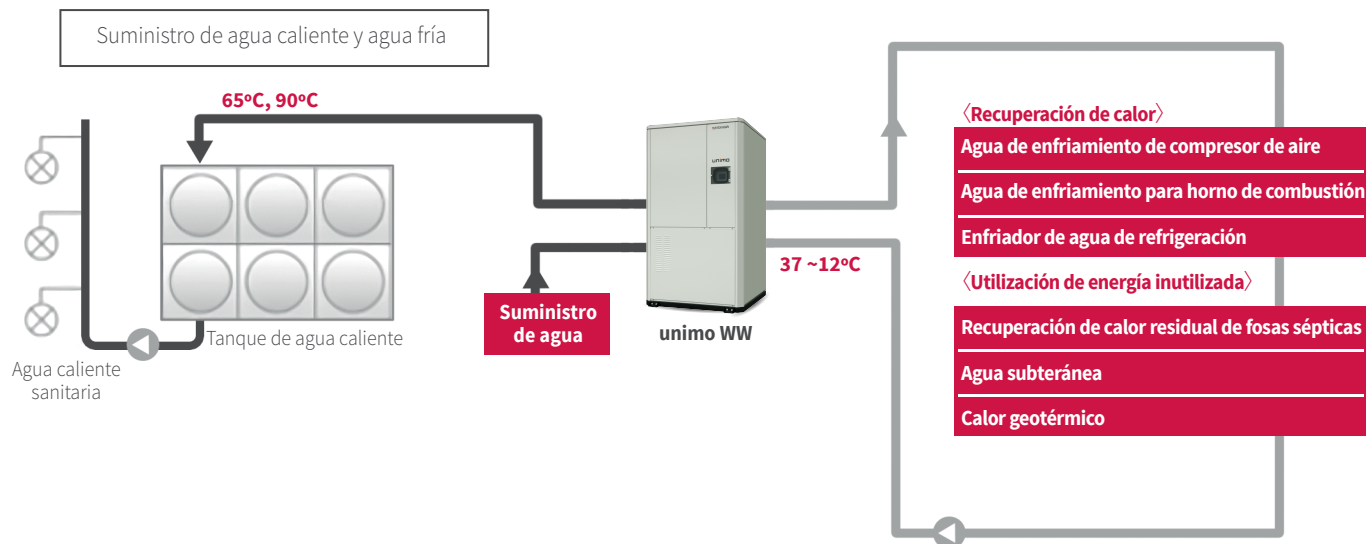 Suministro de agua caliente y agua fría
65ºC, 90ºC
Tanque de agua caliente
Agua caliente
sanitaria
Suministro
de agua
unimo
unimo WW
37 ~12ºC
〈Recuperación de calor〉
Agua de enfriamiento de compresor de aire
Agua de enfriamiento para horno de combustión
Enfriador de agua de refrigeración
〈Utilización de energía inutilizada〉
Recuperación de calor residual de fosas sépticas
Agua subteránea
Calor geotérmico